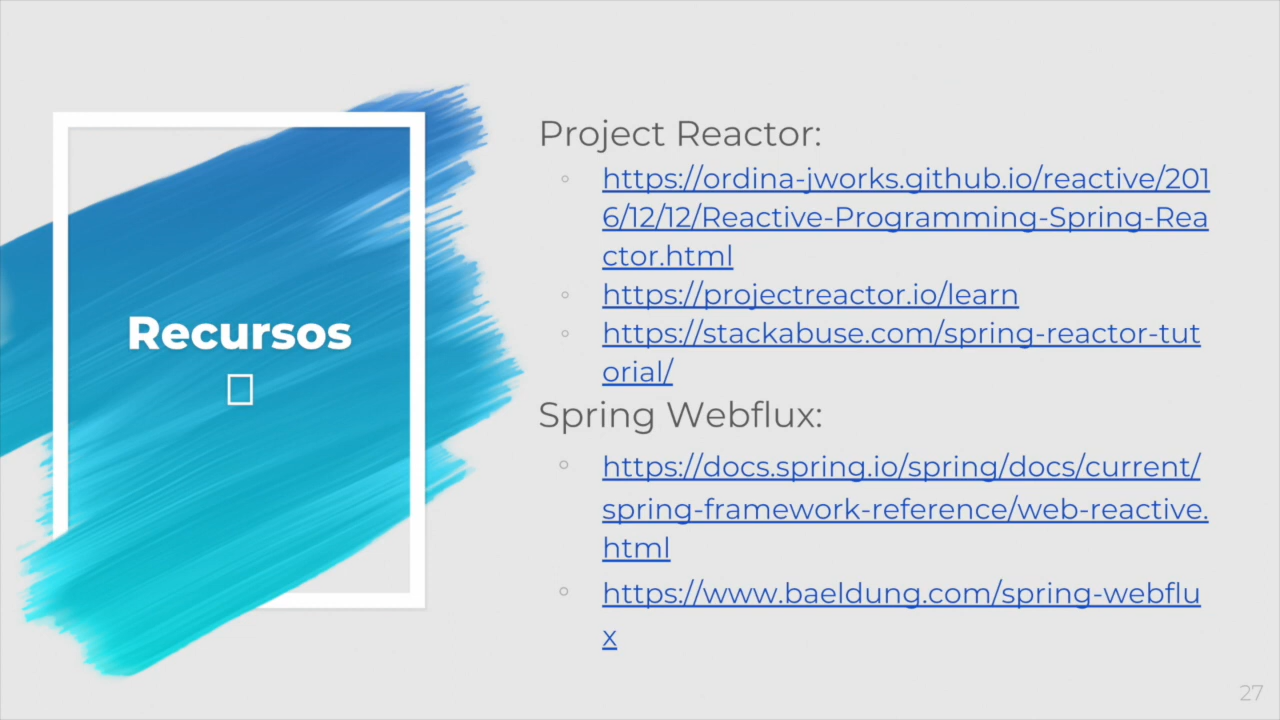 Recursos
Project Reactor:
https://ordina-jworks.github.io/reactive/201
6/12/12/Reactive-Programming-Spring-Rea
ctor.html
https://projectreactor.io/learn
https://stackabuse.com/spring-reactor-tut
orial/
Spring Webflux:
https://docs.spring.io/spring/docs/current/
spring-framework-reference/web-reactive.
html
https://www.baeldung.com/spring-webflu
x
27